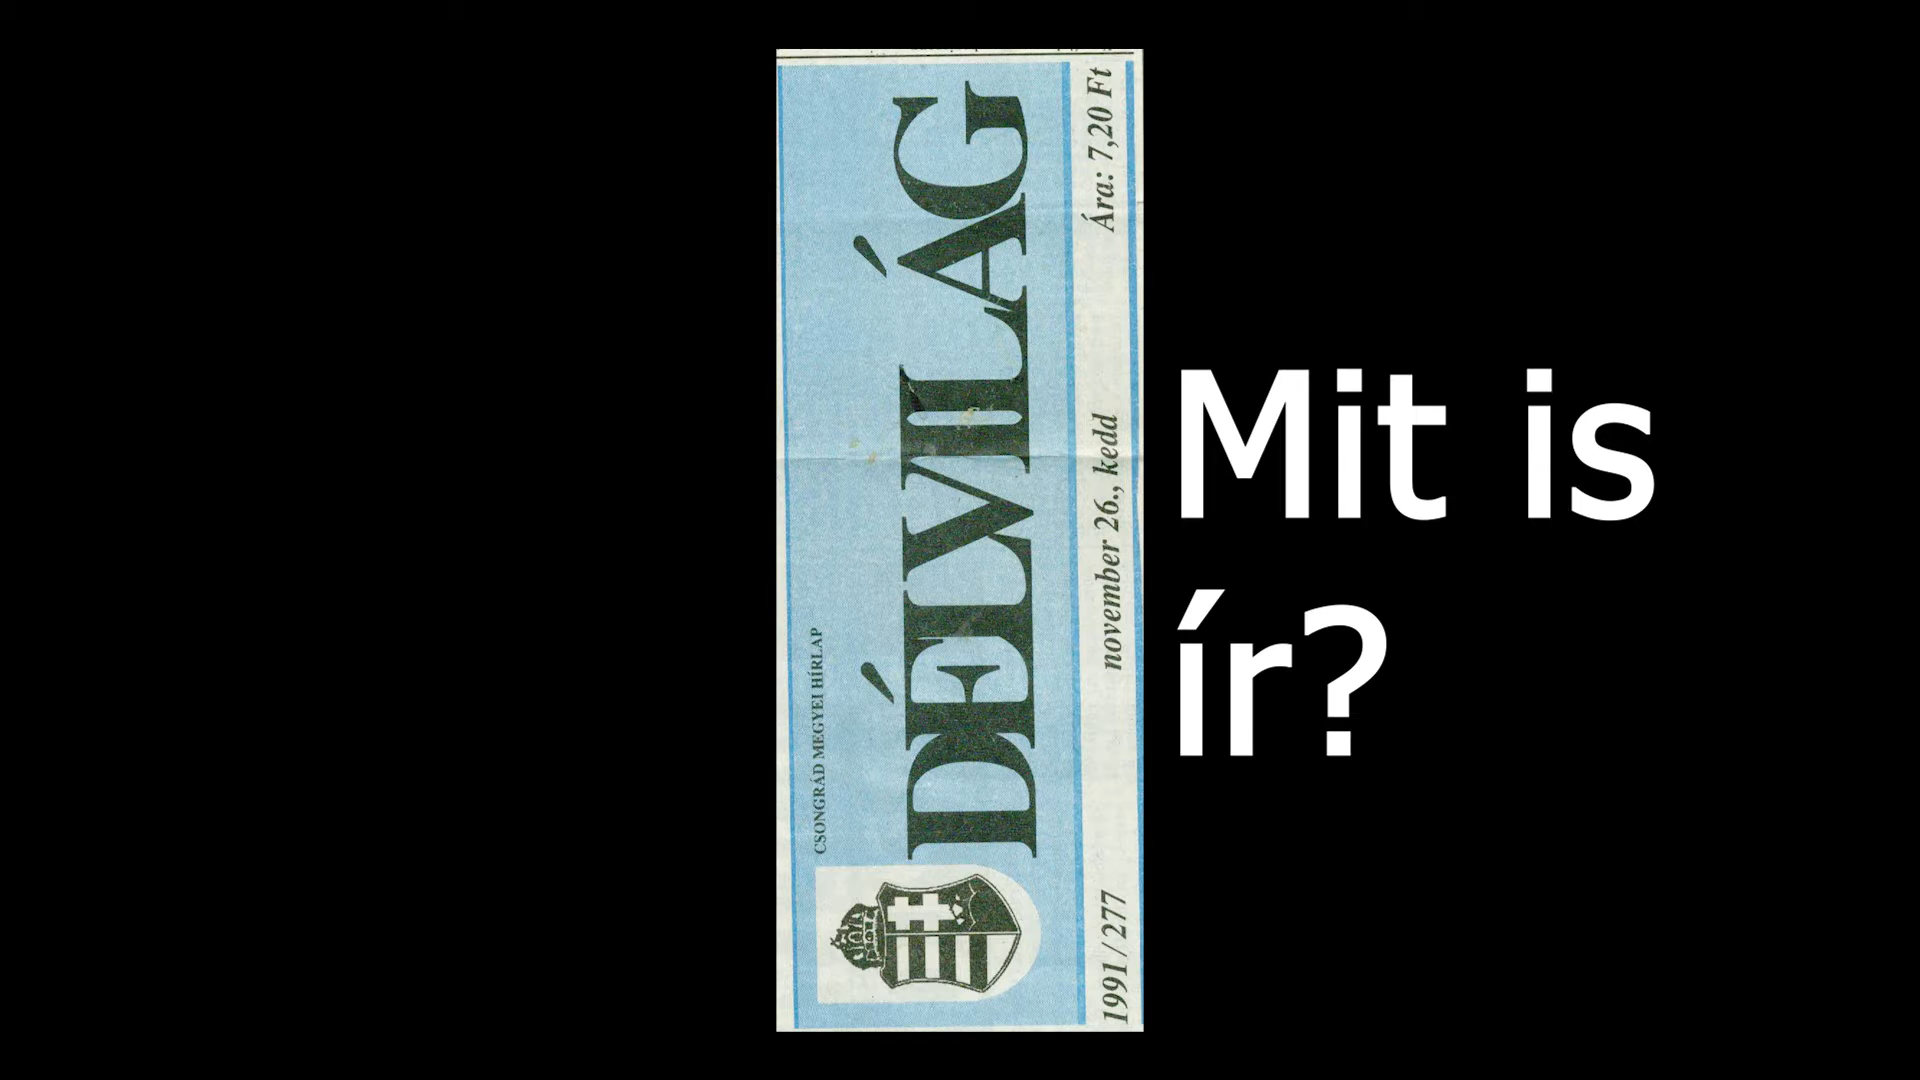 CSONGRÁD MEGYEI HÍRLAP
DÉLVILÁG
1991/277 november 26., kedd Ára: 7,20 Ft
Mit is
ír?